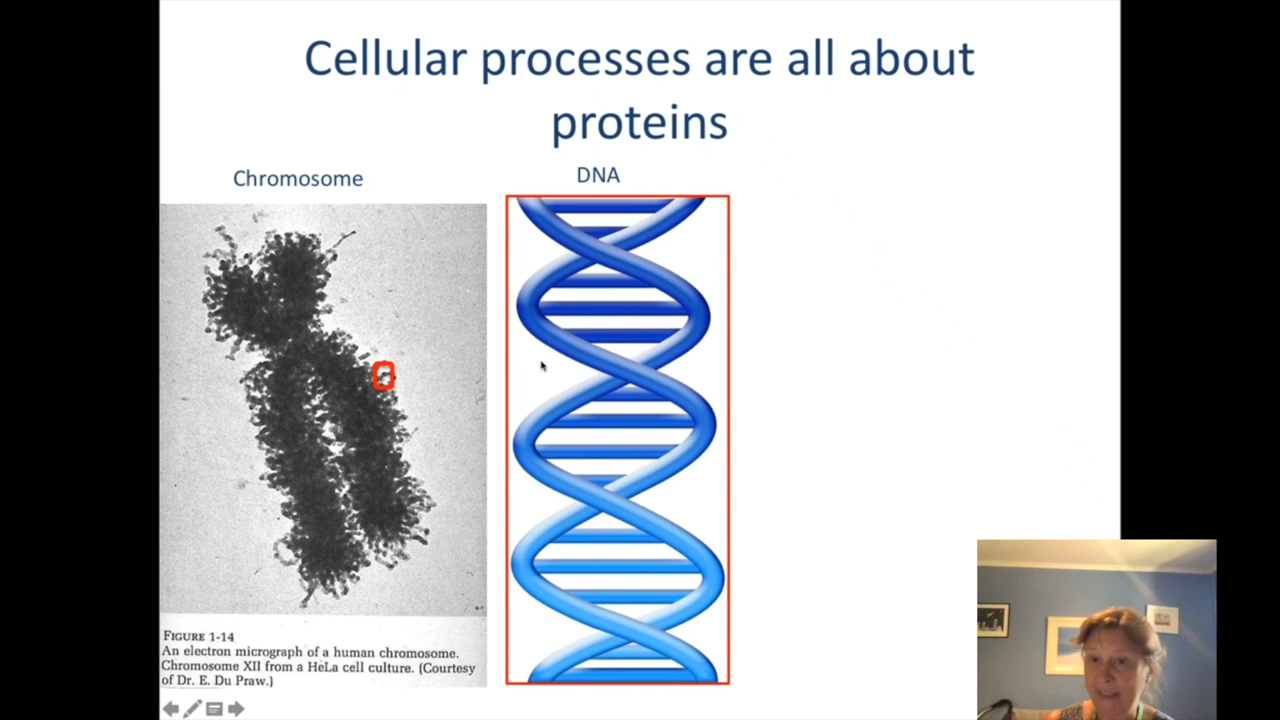 Cellular processes are all about
proteins
Chromosome
DNA
FIGURE 1-14
An electron micrograph of a human chromosome.
Chromosome XII from a HeLa cell culture. (Courtesy
of Dr. E. Du Praw.)